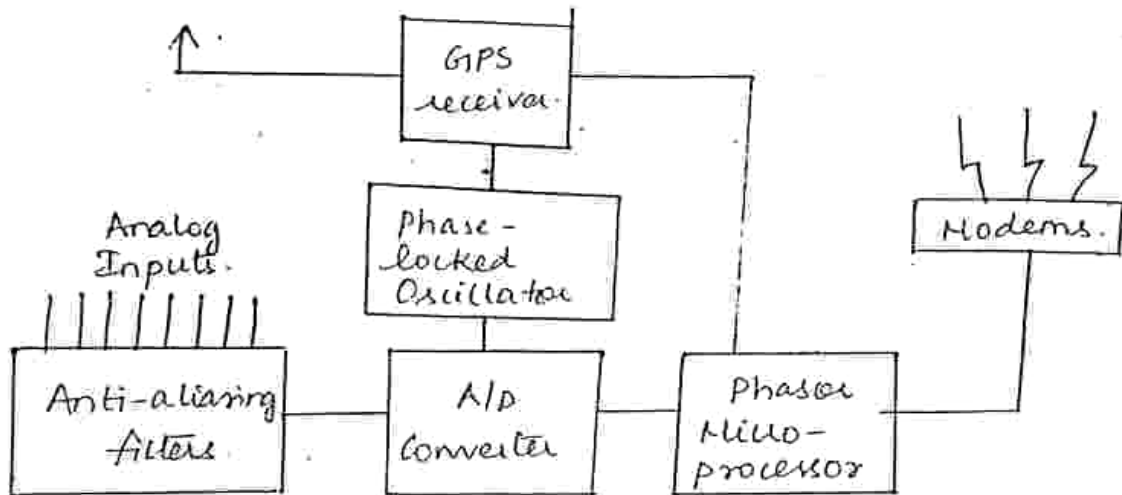 GPS
receiver.
Phase-
locked
Oscillator
Analog
Inputs.
Modems.
Anti-aliasing
filters.
A/D
Converter
Phasor
Micro-
processor